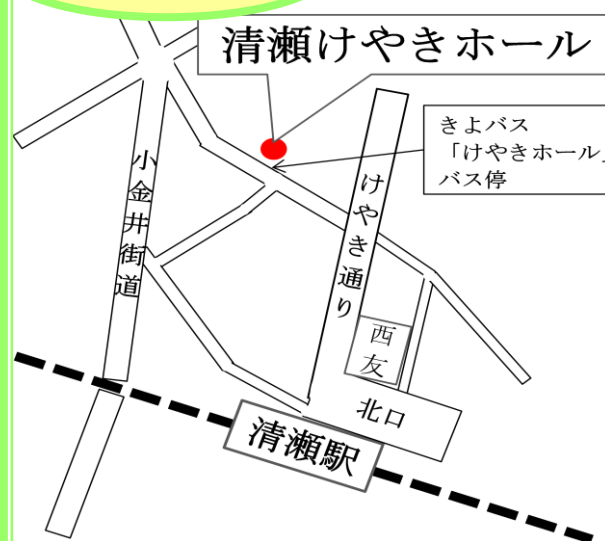 清瀬けやきホール
きよバス
「けやきホール」
バス停
小金井街道
けやき通り
西友
北口
清瀬駅